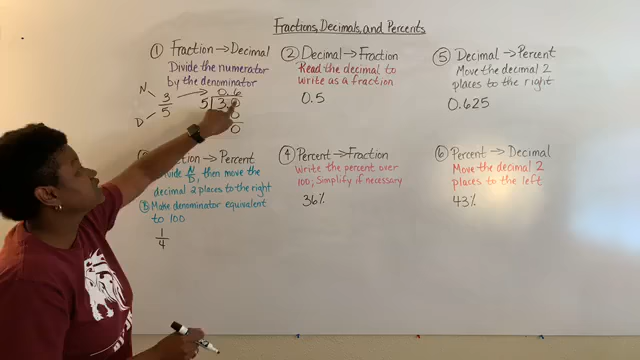 Fractions, Decimals, and Percents
① Fraction → Decimal
Divide the numerator
by the denominator
N
D
3
5
0.6
5
3.0
0
② Decimal → Fraction
Read the decimal to
write as a fraction
0.5
⑤ Decimal → Percent
Move the decimal 2
places to the right
0.625
→ Percent
N/D, then move the
decimal 2 places to the right
Make denominator equivalent
to 100
1
4
④ Percent → Fraction
Write the percent over
100; Simplify if necessary
36%
⑥ Percent → Decimal
Move the decimal 2
places to the left
43%